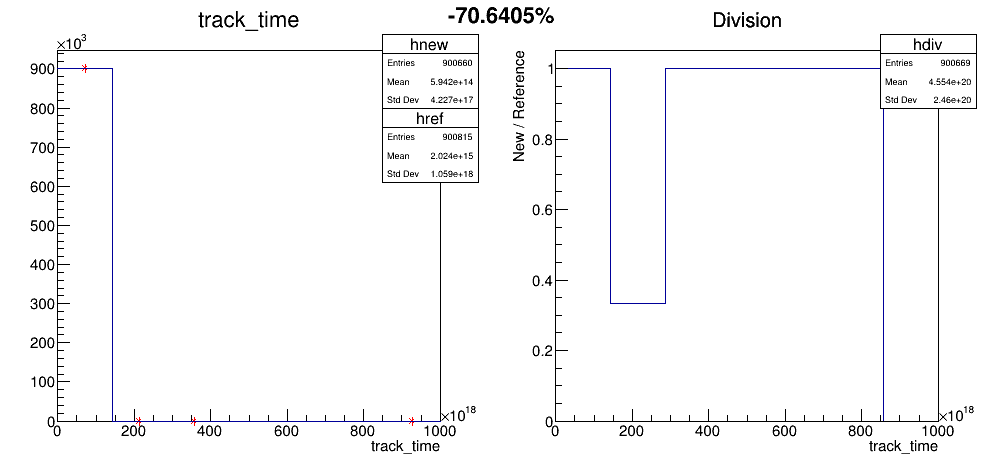 -70.6405%
track_time
×10³
900
800
700
600
500
400
300
200
100
0
0 200 400 600 800 1000
×10¹⁸
track_time
hnew
Entries 900660
Mean 5.942e+14
Std Dev 4.227e+17
href
Entries 900815
Mean 2.024e+15
Std Dev 1.059e+18
Division
New / Reference
1
0.8
0.6
0.4
0.2
0
0 200 400 600 800 1000
×10¹⁸
track_time
hdiv
Entries 900669
Mean 4.554e+20
Std Dev 2.46e+20